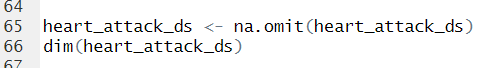 64
65 heart_attack_ds <- na.omit(heart_attack_ds)
66 dim(heart_attack_ds)
67